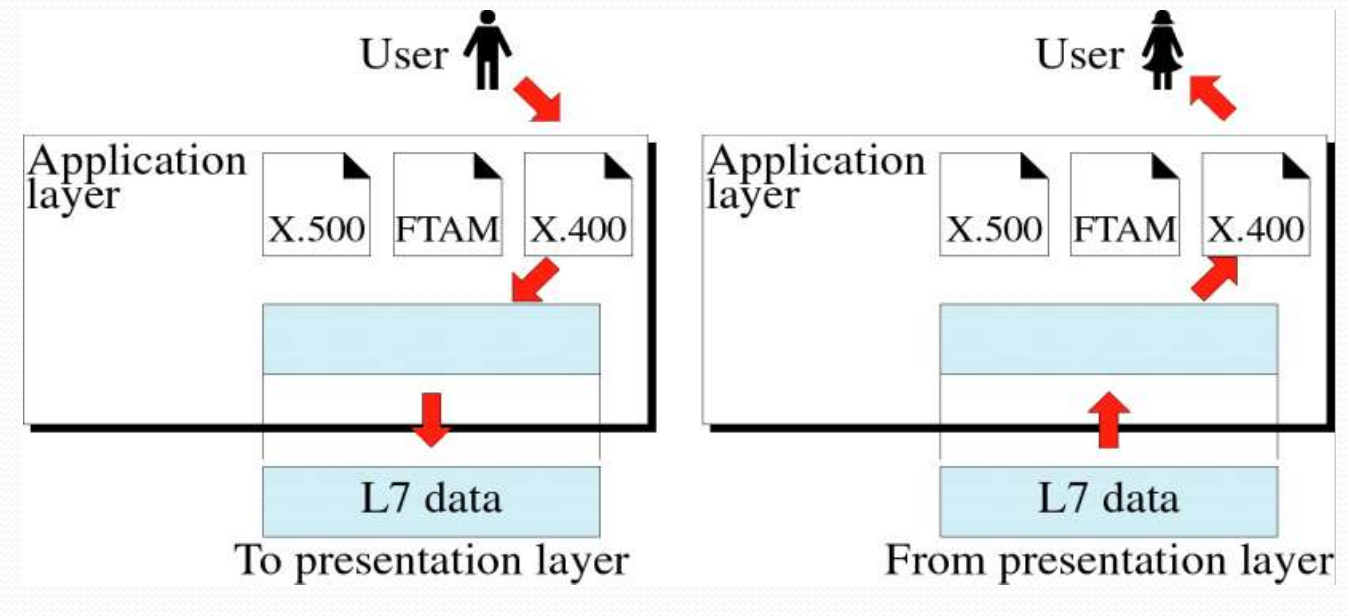 User
User
Application
layer
X.500 FTAM X.400
L7 data
To presentation layer
Application
layer
X.500 FTAM X.400
L7 data
From presentation layer